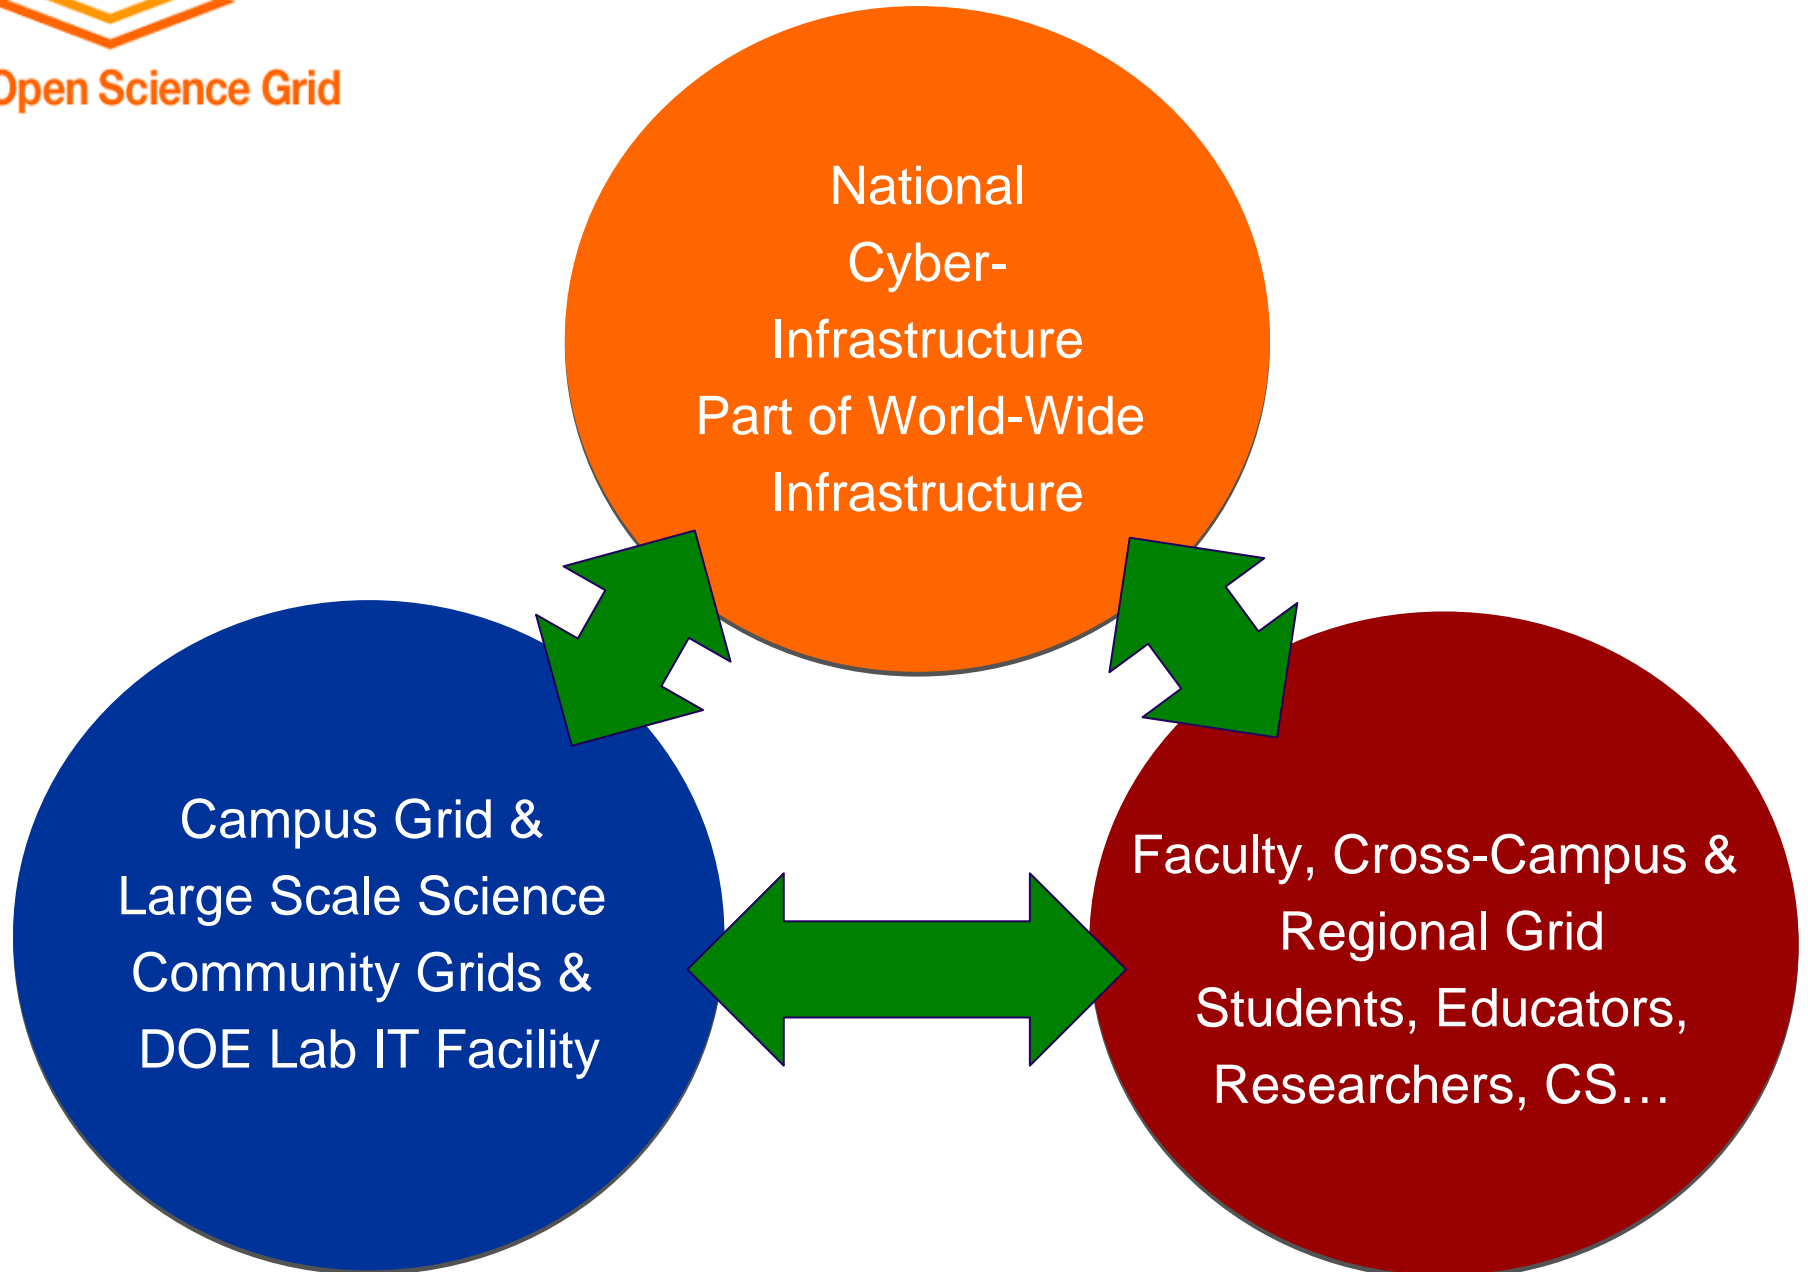 Open Science Grid
National
Cyber-
Infrastructure
Part of World-Wide
Infrastructure
Campus Grid &
Large Scale Science
Community Grids &
DOE Lab IT Facility
Faculty, Cross-Campus &
Regional Grid
Students, Educators,
Researchers, CS…